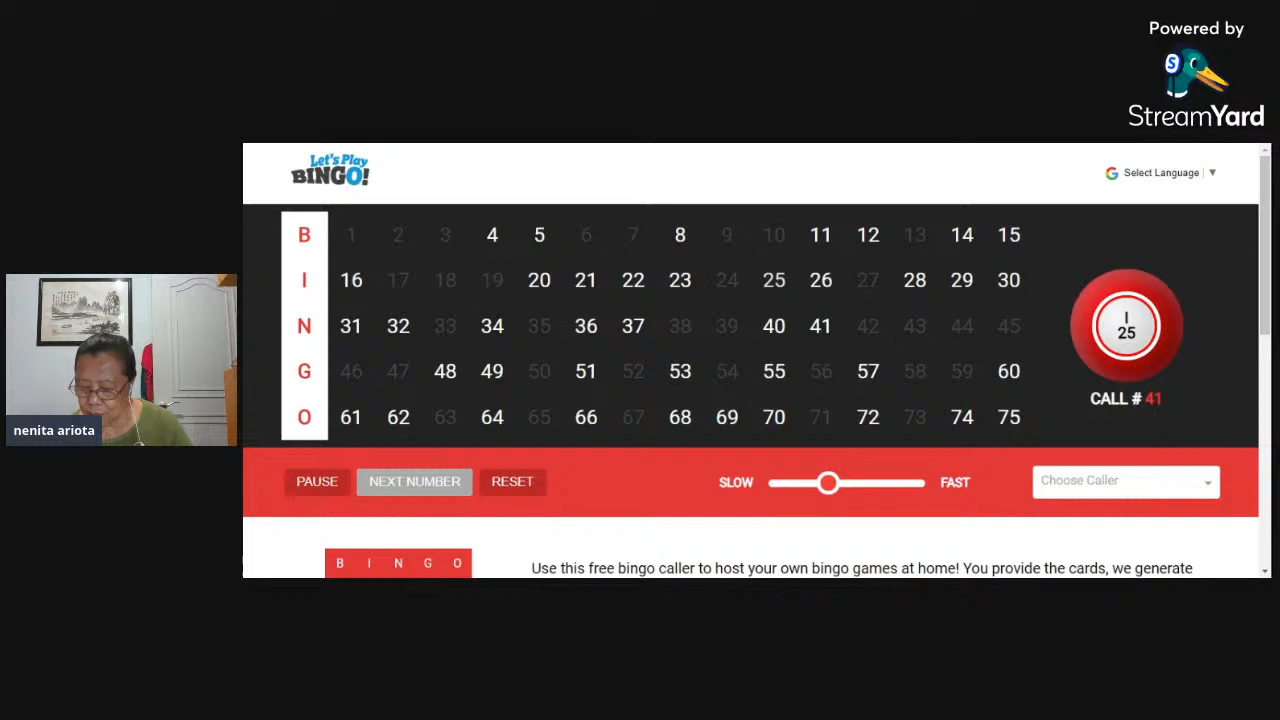 Powered by
S
StreamYard
Let's Play
BINGO!
G Select Language ▼
B 1 2 3 4 5 6 7 8 9 10 11 12 13 14 15
I 16 17 18 19 20 21 22 23 24 25 26 27 28 29 30
N 31 32 33 34 35 36 37 38 39 40 41 42 43 44 45
G 46 47 48 49 50 51 52 53 54 55 56 57 58 59 60
O 61 62 63 64 65 66 67 68 69 70 71 72 73 74 75
I
25
CALL # 41
nenita ariota
PAUSE NEXT NUMBER RESET SLOW FAST Choose Caller
B I N G O
Use this free bingo caller to host your own bingo games at home! You provide the cards, we generate